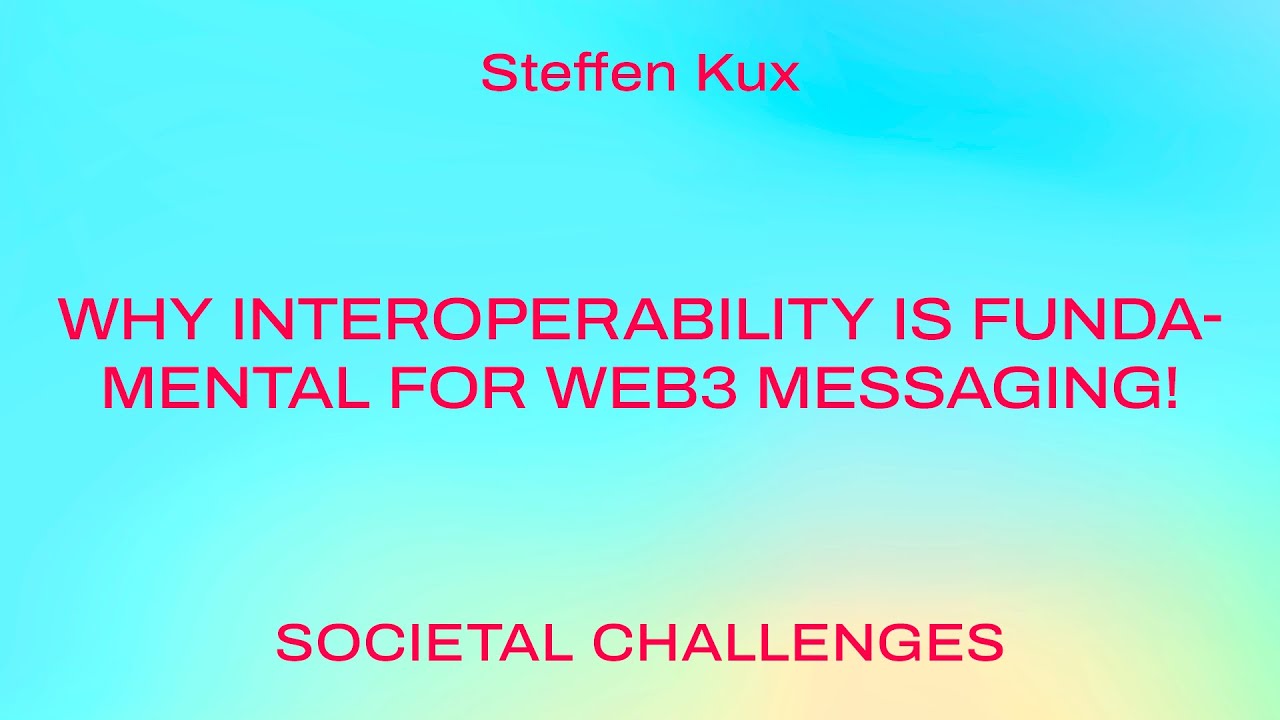 Steffen Kux
WHY INTEROPERABILITY IS FUNDA-
MENTAL FOR WEB3 MESSAGING!
SOCIETAL CHALLENGES